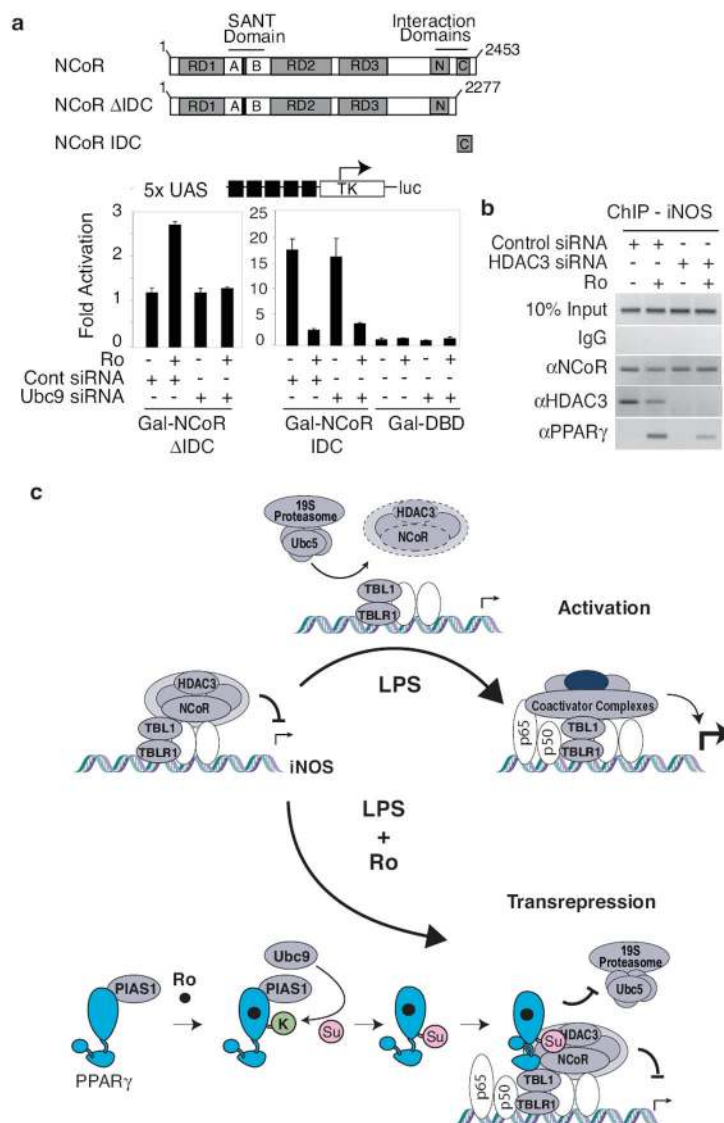 a
SANT
Domain
Interaction
Domains
1
2453
NCoR
RD1
A
B
RD2
RD3
N
C
1
2277
NCoR ΔIDC
RD1
A
B
RD2
RD3
N
NCoR IDC
C
5x UAS
TK
luc
Fold Activation
3
2
1
0
25
20
15
10
5
0
Ro - + - + - + - + - + - +
Cont siRNA + + - - + + - - + + - -
Ubc9 siRNA - - + + - - + + - - + +
Gal-NCoR
ΔIDC
Gal-NCoR
IDC
Gal-DBD
b
ChIP - iNOS
Control siRNA + + - -
HDAC3 siRNA - - + +
Ro - + - +
10% Input
IgG
αNCoR
αHDAC3
αPPARγ
c
19S
Proteasome
Ubc5
HDAC3
NCoR
TBL1
TBLR1
Activation
HDAC3
NCoR
TBL1
TBLR1
iNOS
LPS
Coactivator Complexes
p65
p50
TBL1
TBLR1
LPS
+
Ro
Transrepression
PIAS1
PPARγ
Ro
Ubc9
PIAS1
K
Su
Su
19S
Proteasome
Ubc5
Su
HDAC3
NCoR
p65
p50
TBL1
TBLR1